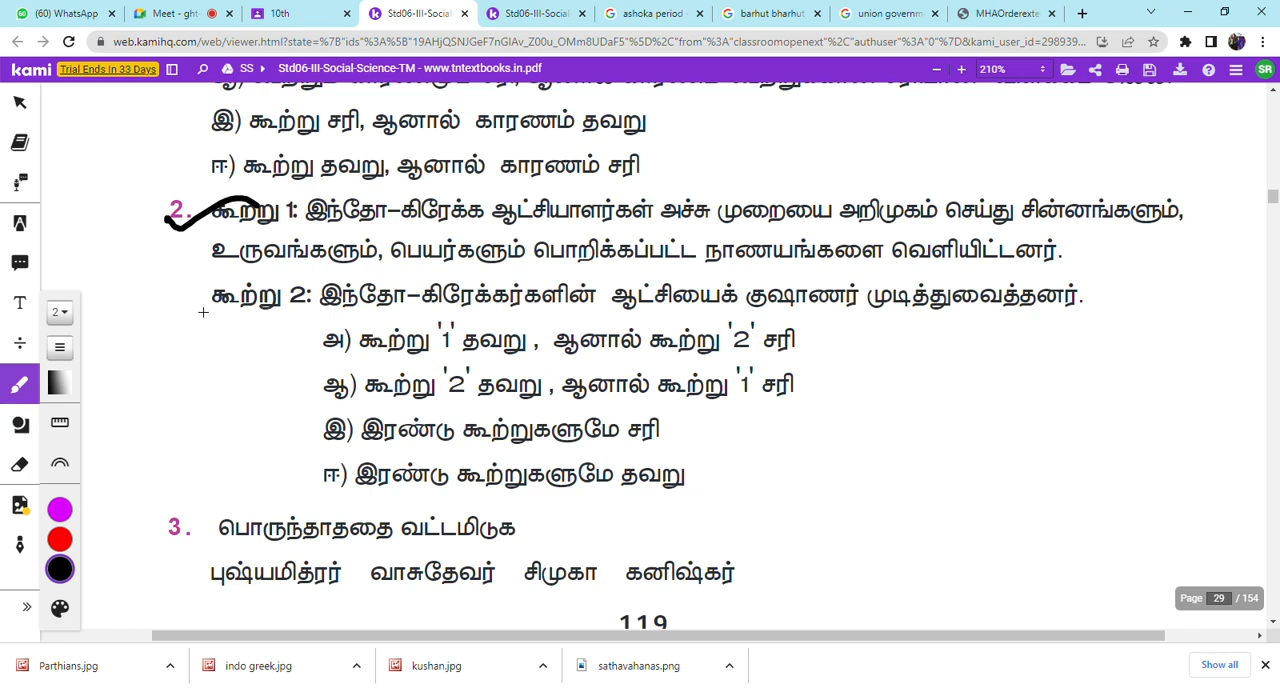 (60) WhatsApp
Meet - ght-
10th
Std06-III-Social
Std06-III-Social
ashoka period
barhut bharhut
union governm
MHAOrderexte
web.kamihq.com/web/viewer.html?state=%7B"ids"%3A%5B"19AHjQSNJGeF7nGIAv_Z00u_OMm8UDaF5"%5D%2C"from"%3A"classroomopennext"%2C"authuser"%3A"0"%7D&kami_user_id=298939...
kami Trial Ends In 33 Days SS Std06-III-Social-Science-TM - www.tntextbooks.in.pdf 210% SR
இ) கூற்று சரி, ஆனால் காரணம் தவறு
ஈ) கூற்று தவறு, ஆனால் காரணம் சரி
2. கூற்று 1: இந்தோ–கிரேக்க ஆட்சியாளர்கள் அச்சு முறையை அறிமுகம் செய்து சின்னங்களும்,
உருவங்களும், பெயர்களும் பொறிக்கப்பட்ட நாணயங்களை வெளியிட்டனர்.
கூற்று 2: இந்தோ–கிரேக்கர்களின் ஆட்சியைக் குஷாணர் முடித்துவைத்தனர்.
அ) கூற்று '1' தவறு , ஆனால் கூற்று '2' சரி
ஆ) கூற்று '2' தவறு , ஆனால் கூற்று '1' சரி
இ) இரண்டு கூற்றுகளுமே சரி
ஈ) இரண்டு கூற்றுகளுமே தவறு
3. பொருந்தாததை வட்டமிடுக
புஷ்யமித்ரர் வாசுதேவர் சிமுகா கனிஷ்கர்
119
2
T
Page 29 / 154
Parthians.jpg
indo greek.jpg
kushan.jpg
sathavahanas.png
Show all